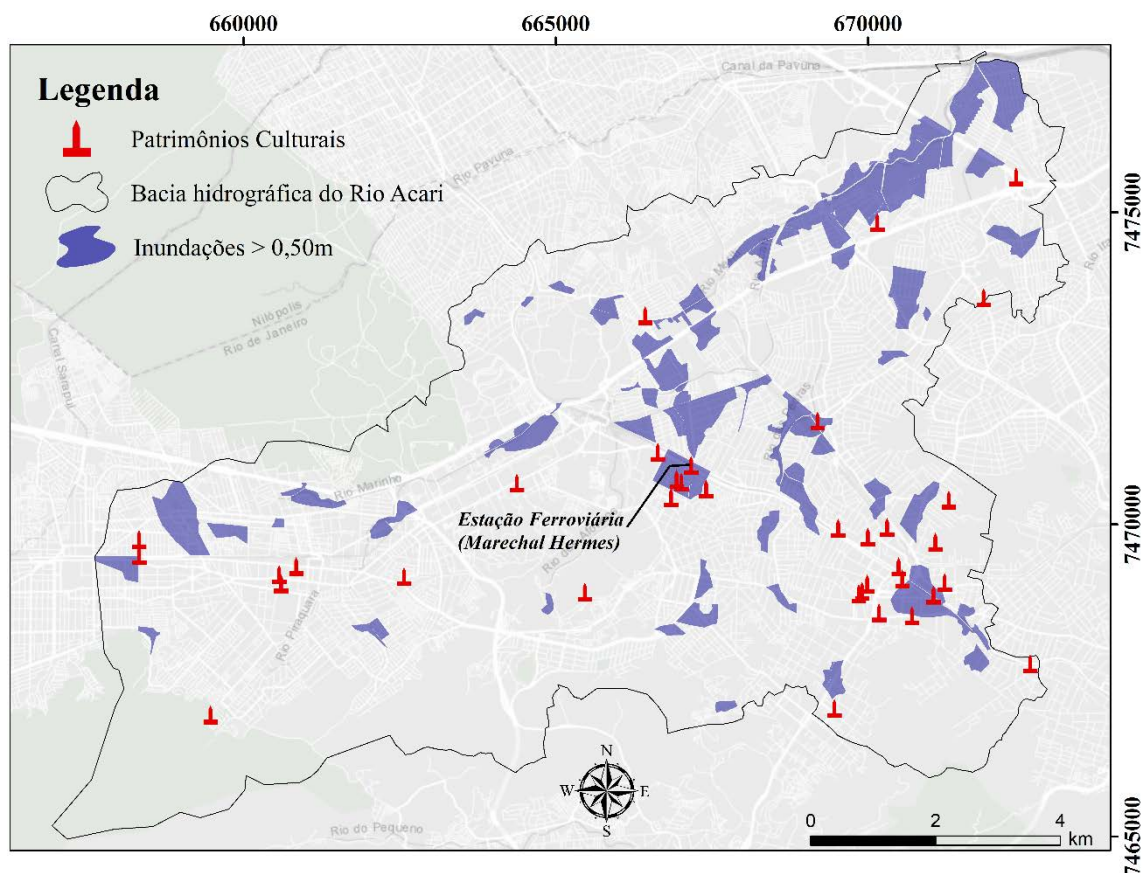 660000
665000
670000
Legenda
Patrimônios Culturais
Bacia hidrográfica do Rio Acari
Inundações > 0,50m
Canal da Pavuna
Rio Pavuna
Nilópolis
Rio de Janeiro
Canal Sarapuí
7475000
Rio Marinho
Estação Ferroviária
(Marechal Hermes)
7470000
Rio Piraquara
N
W
E
S
Rio do Pequeno
0
2
4
km
7465000